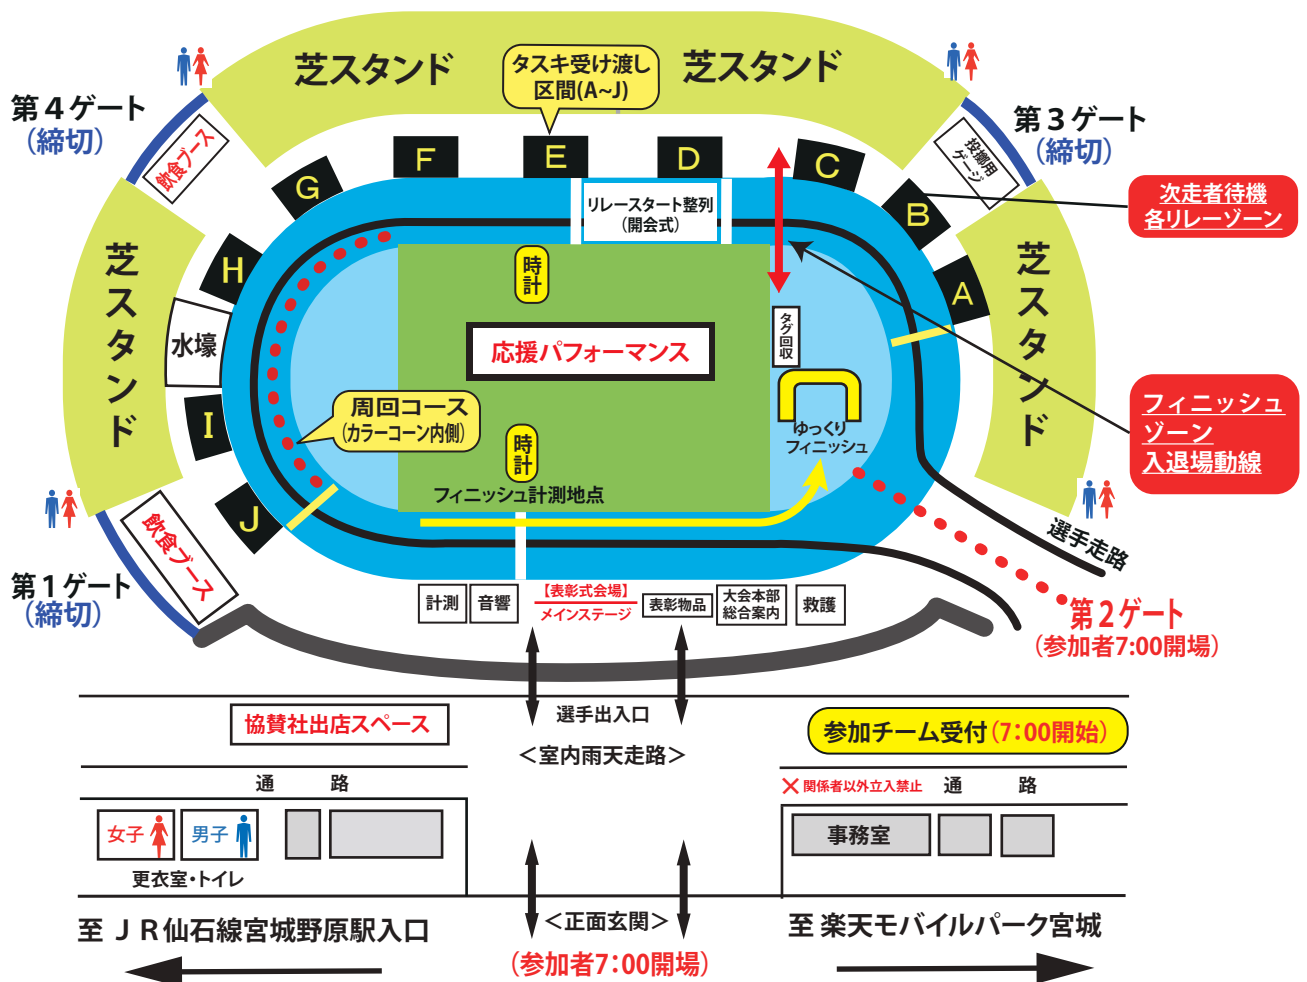 芝スタンド
芝スタンド
タスキ受け渡し
区間(A~J)
第４ゲート
(締切)
飲食ブース
第３ゲート
(締切)
投擲用
ゲージ
次走者待機
各リレーゾーン
F
E
D
C
B
A
G
H
I
J
リレースタート整列
(開会式)
時計
芝スタンド
水壕
芝スタンド
応援パフォーマンス
タグ回収
周回コース
(カラーコーン内側)
ゆっくり
フィニッシュ
フィニッシュ
ゾーン
入退場動線
時計
フィニッシュ計測地点
飲食ブース
第１ゲート
(締切)
選手走路
第２ゲート
(参加者7:00開場)
計測
音響
【表彰式会場】
メインステージ
表彰物品
大会本部
総合案内
救護
協賛社出店スペース
選手出入口
＜室内雨天走路＞
参加チーム受付(7:00開始)
通　路
×関係者以外立入禁止
通　路
女子
男子
事務室
更衣室・トイレ
至 ＪＲ仙石線宮城野原駅入口
＜正面玄関＞
(参加者7:00開場)
至 楽天モバイルパーク宮城